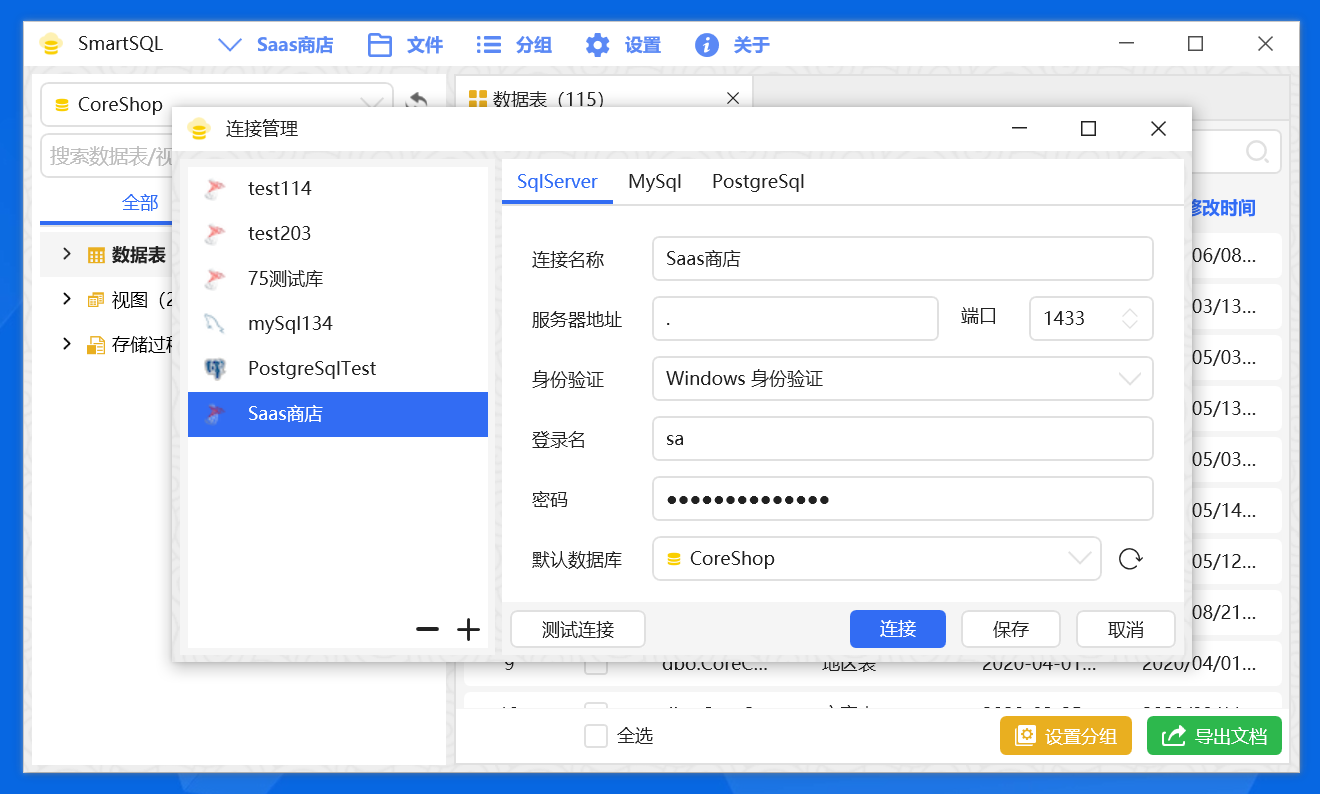 SmartSQL Saas商店 文件 分组 设置 关于
CoreShop
数据表（115）
搜索数据表/视
全部
数据表
视图（2
存储过程
修改时间
06/08...
03/13...
05/03...
05/13...
05/03...
05/14...
05/12...
08/21...
连接管理
test114
test203
75测试库
mySql134
PostgreSqlTest
Saas商店
SqlServer MySql PostgreSql
连接名称 Saas商店
服务器地址 . 端口 1433
身份验证 Windows 身份验证
登录名 sa
密码 ●●●●●●●●●●●●●●
默认数据库 CoreShop
测试连接 连接 保存 取消
9 dbo.CoreC... 地区表 2020-04-01... 2020/04/01...
全选 设置分组 导出文档